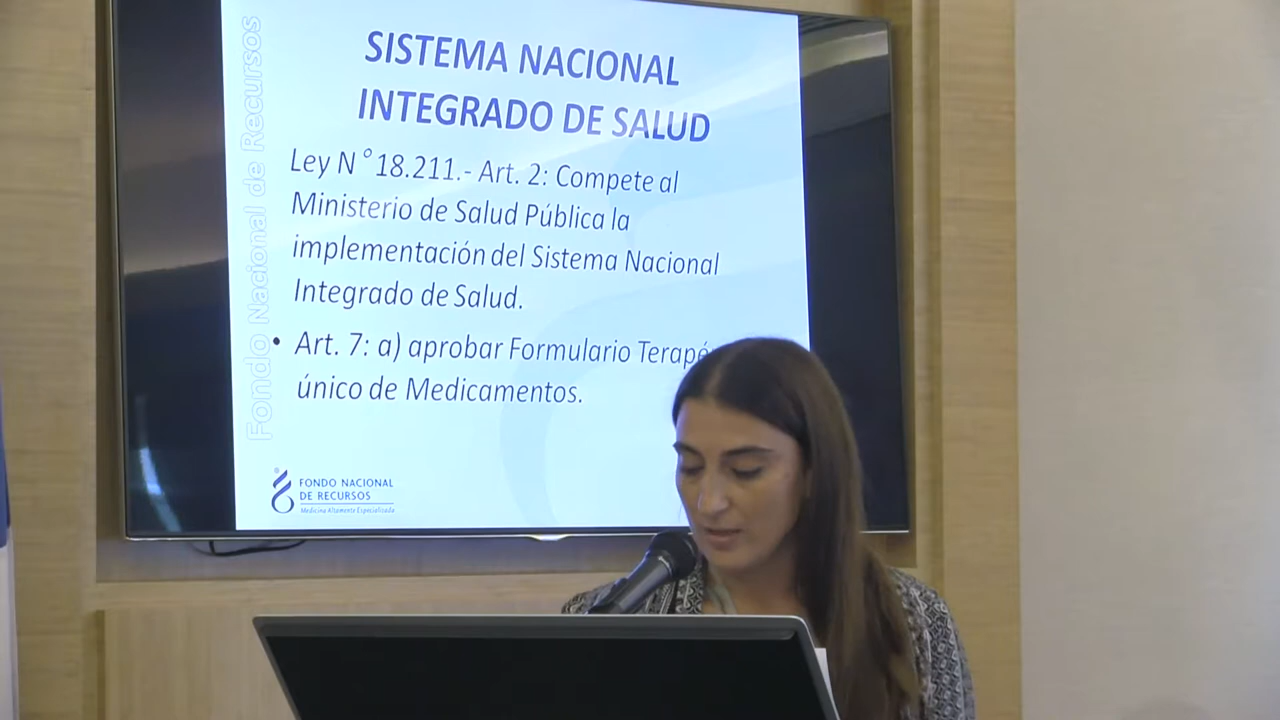 Fondo Nacional de Recursos
SISTEMA NACIONAL
INTEGRADO DE SALUD
Ley N° 18.211.- Art. 2: Compete al
Ministerio de Salud Pública la
implementación del Sistema Nacional
Integrado de Salud.
• Art. 7: a) aprobar Formulario
único de Medicamentos.
FONDO NACIONAL
DE RECURSOS
Medicina Altamente Especializada